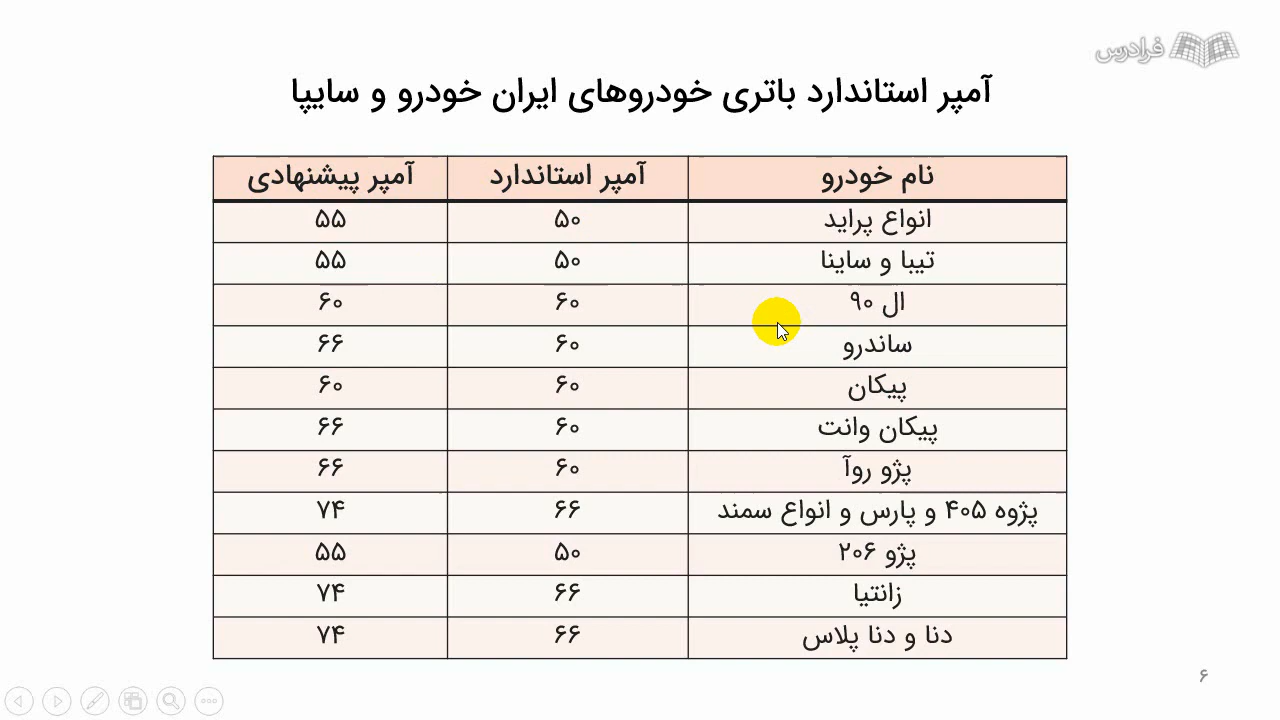 فرادرس
آمپر استاندارد باتری خودروهای ایران خودرو و سایپا
نام خودرو آمپر استاندارد آمپر پیشنهادی
انواع پراید ۵۰ ۵۵
تیبا و ساینا ۵۰ ۵۵
ال ۹۰ ۶۰ ۶۰
ساندرو ۶۰ ۶۶
پیکان ۶۰ ۶۰
پیکان وانت ۶۰ ۶۶
پژو روآ ۶۰ ۶۶
پژوه ۴۰۵ و پارس و انواع سمند ۶۶ ۷۴
پژو ۲۰۶ ۵۰ ۵۵
زانتیا ۶۶ ۷۴
دنا و دنا پلاس ۶۶ ۷۴
۶